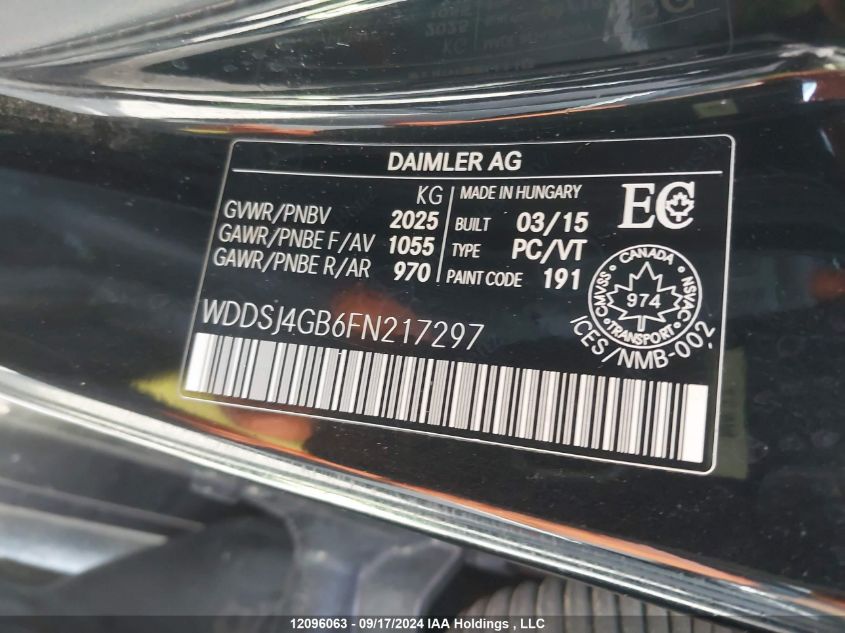 DAIMLER AG
KG
MADE IN HUNGARY
GVWR/PNBV 2025
BUILT 03/15
GAWR/PNBE F/AV 1055
TYPE PC/VT
GAWR/PNBE R/AR 970
PAINT CODE 191
EC
CANADA
CMVSS 974 NSVAC
TRANSPORT
ICES/NMB-002
WDDSJ4GB6FN217297
12096063 - 09/17/2024 IAA Holdings , LLC